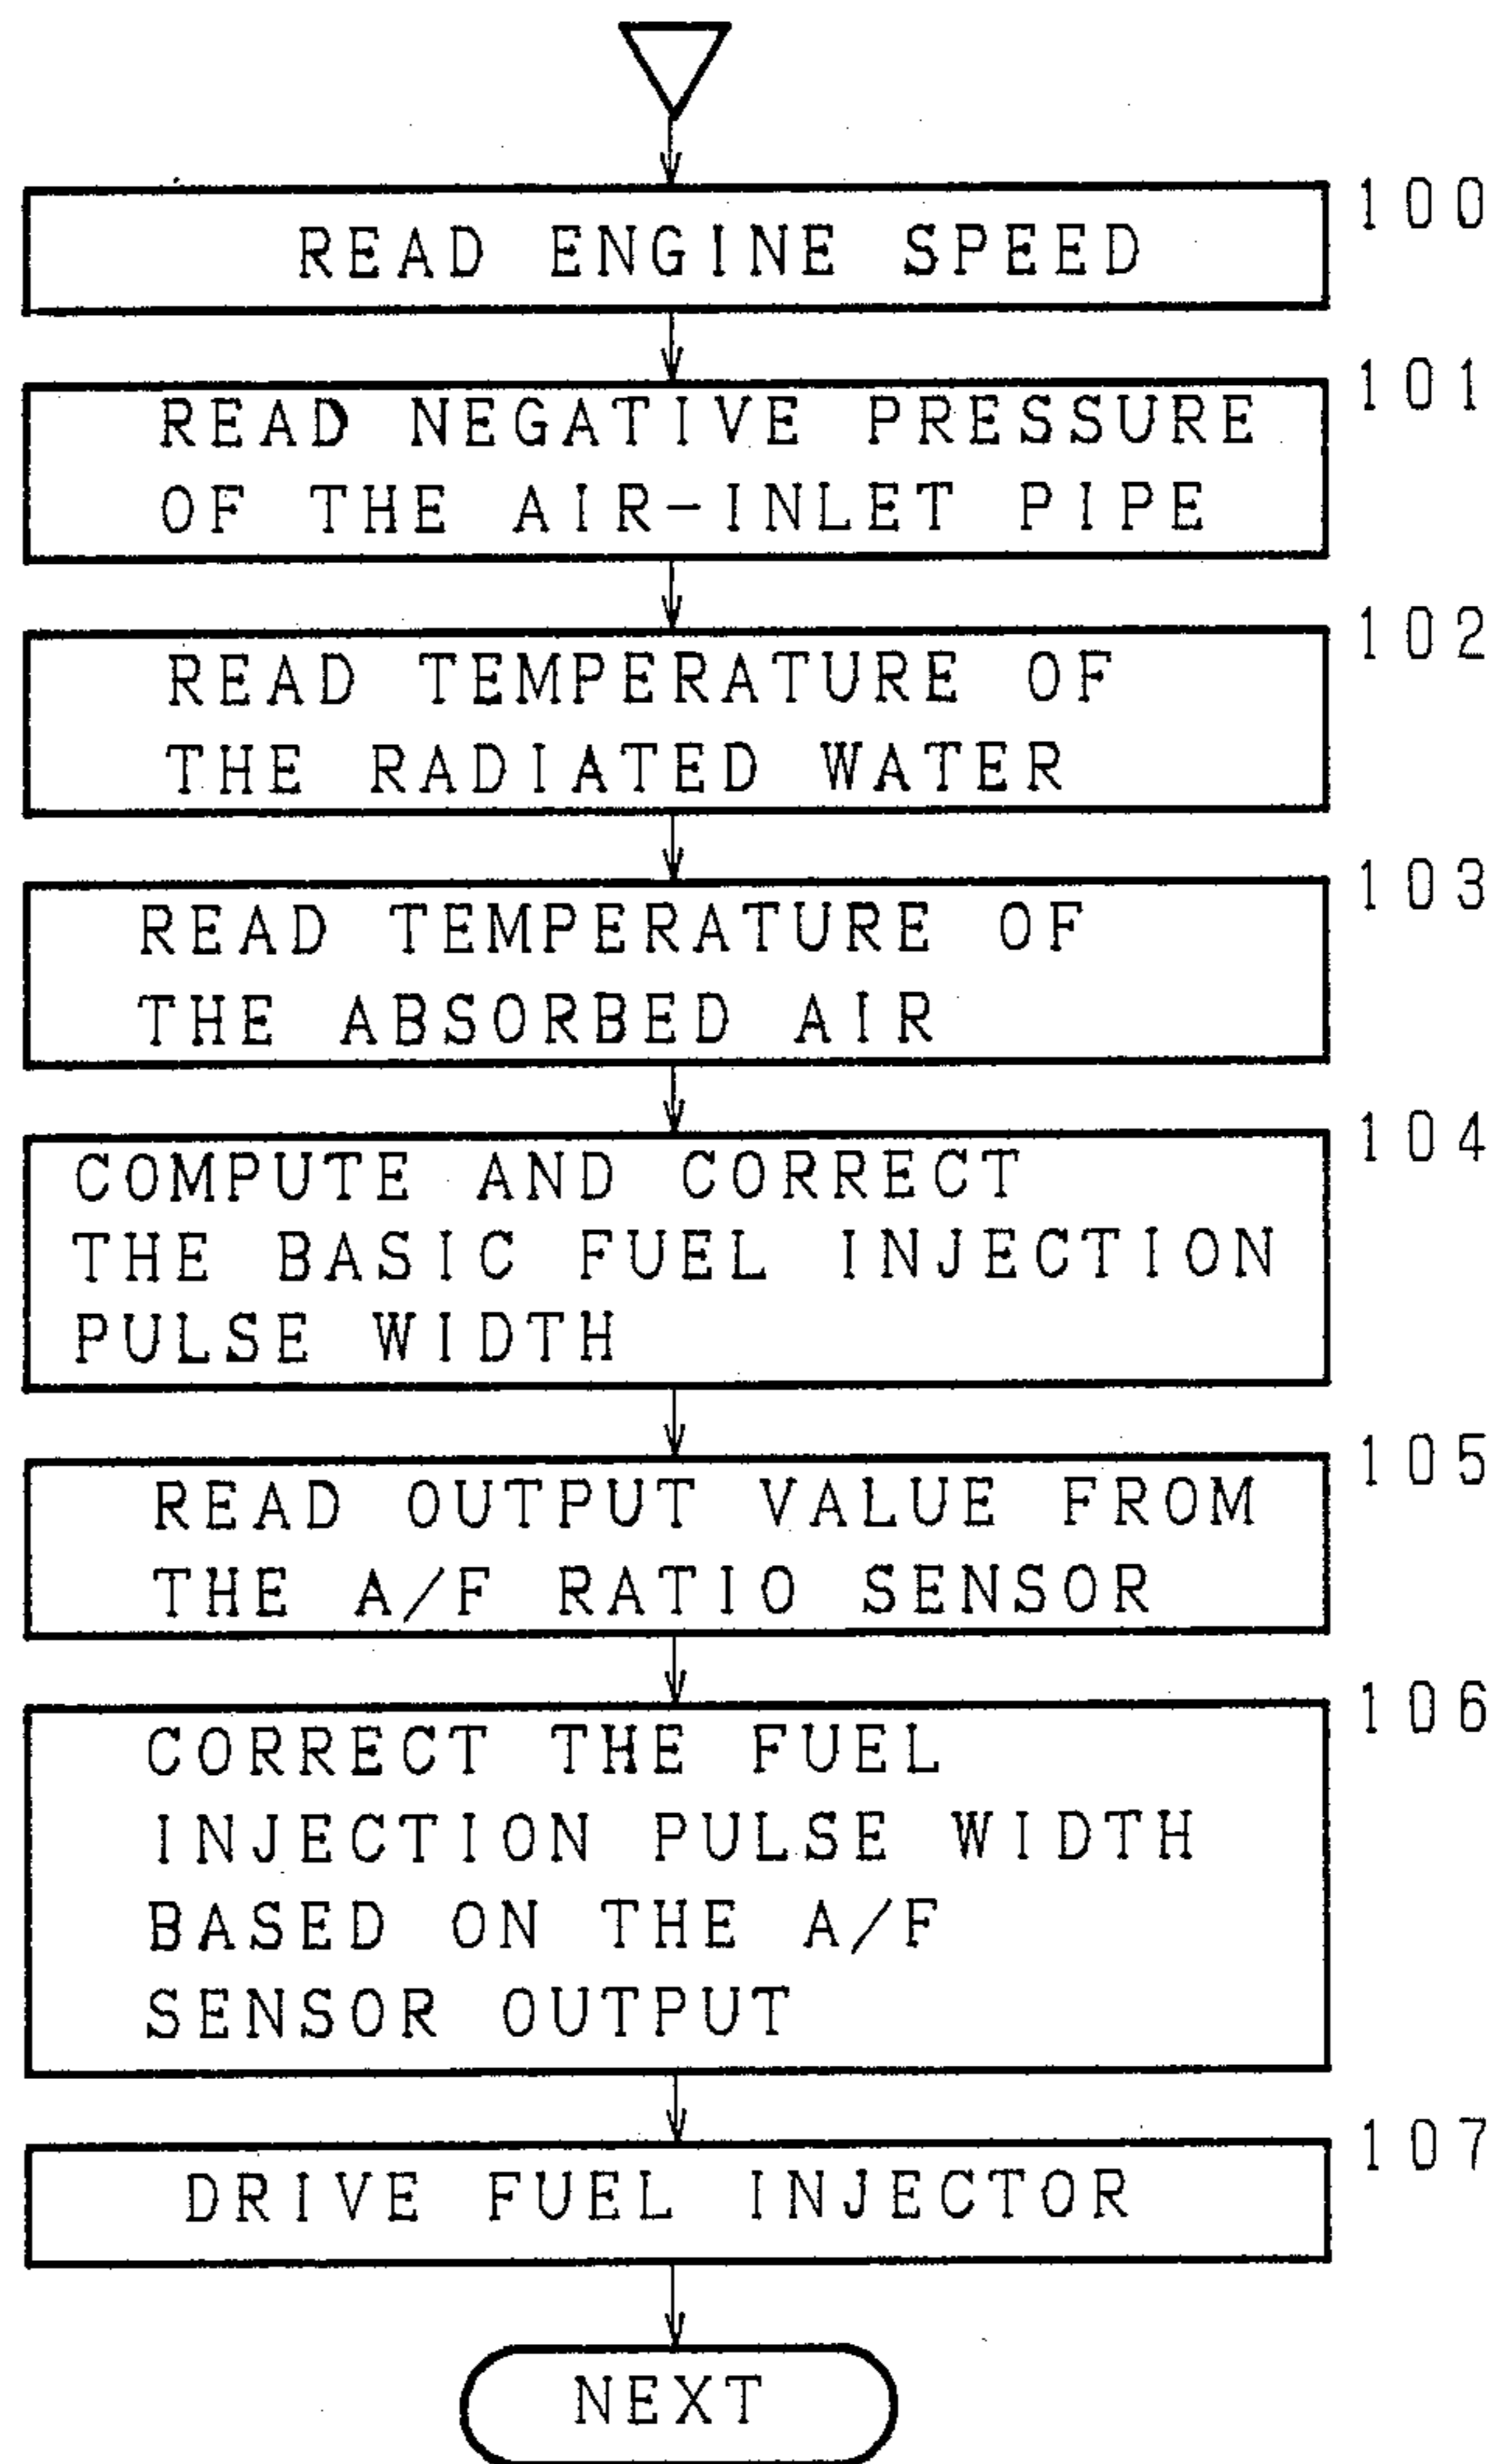 100
READ ENGINE SPEED
101
READ NEGATIVE PRESSURE
OF THE AIR-INLET PIPE
102
READ TEMPERATURE OF
THE RADIATED WATER
103
READ TEMPERATURE OF
THE ABSORBED AIR
104
COMPUTE AND CORRECT
THE BASIC FUEL INJECTION
PULSE WIDTH
105
READ OUTPUT VALUE FROM
THE A/F RATIO SENSOR
106
CORRECT THE FUEL
INJECTION PULSE WIDTH
BASED ON THE A/F
SENSOR OUTPUT
107
DRIVE FUEL INJECTOR
NEXT